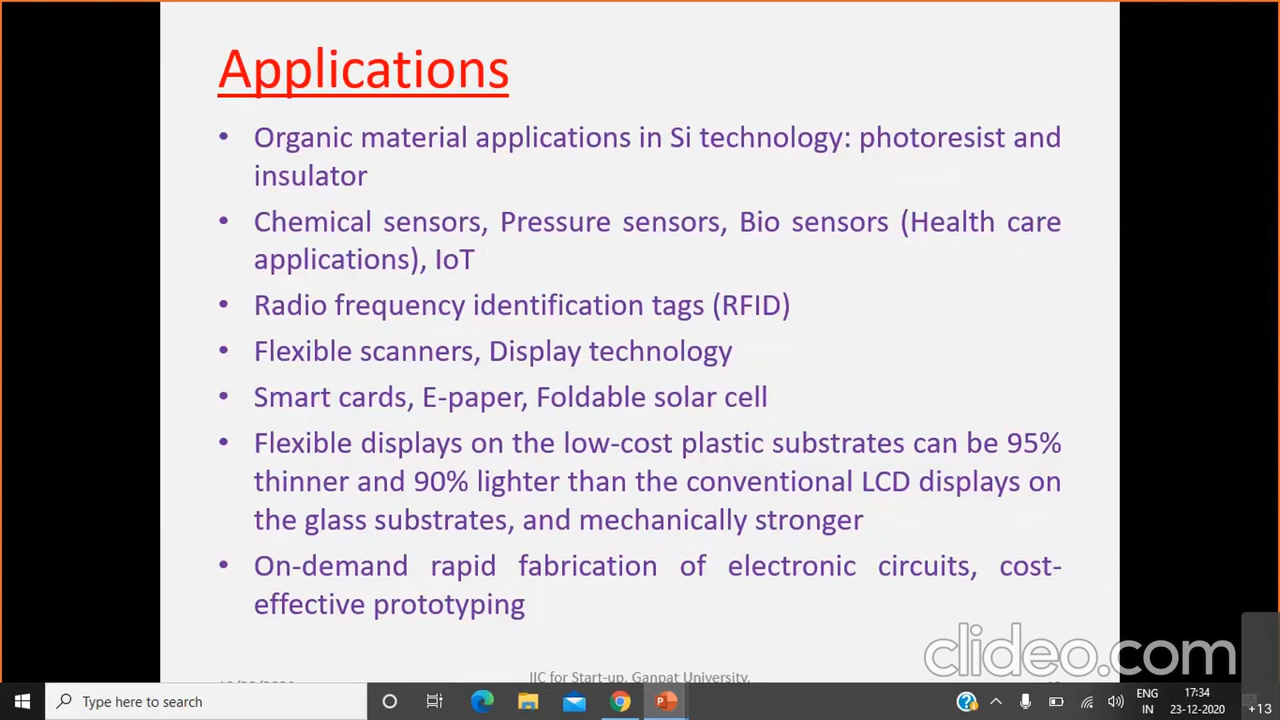 Applications
• Organic material applications in Si technology: photoresist and
insulator
• Chemical sensors, Pressure sensors, Bio sensors (Health care
applications), IoT
• Radio frequency identification tags (RFID)
• Flexible scanners, Display technology
• Smart cards, E-paper, Foldable solar cell
• Flexible displays on the low-cost plastic substrates can be 95%
thinner and 90% lighter than the conventional LCD displays on
the glass substrates, and mechanically stronger
• On-demand rapid fabrication of electronic circuits, cost-
effective prototyping
clideo.com
IIC for Start-up, Ganpat University,
Type here to search
ENG
IN
17:34
23-12-2020
+13